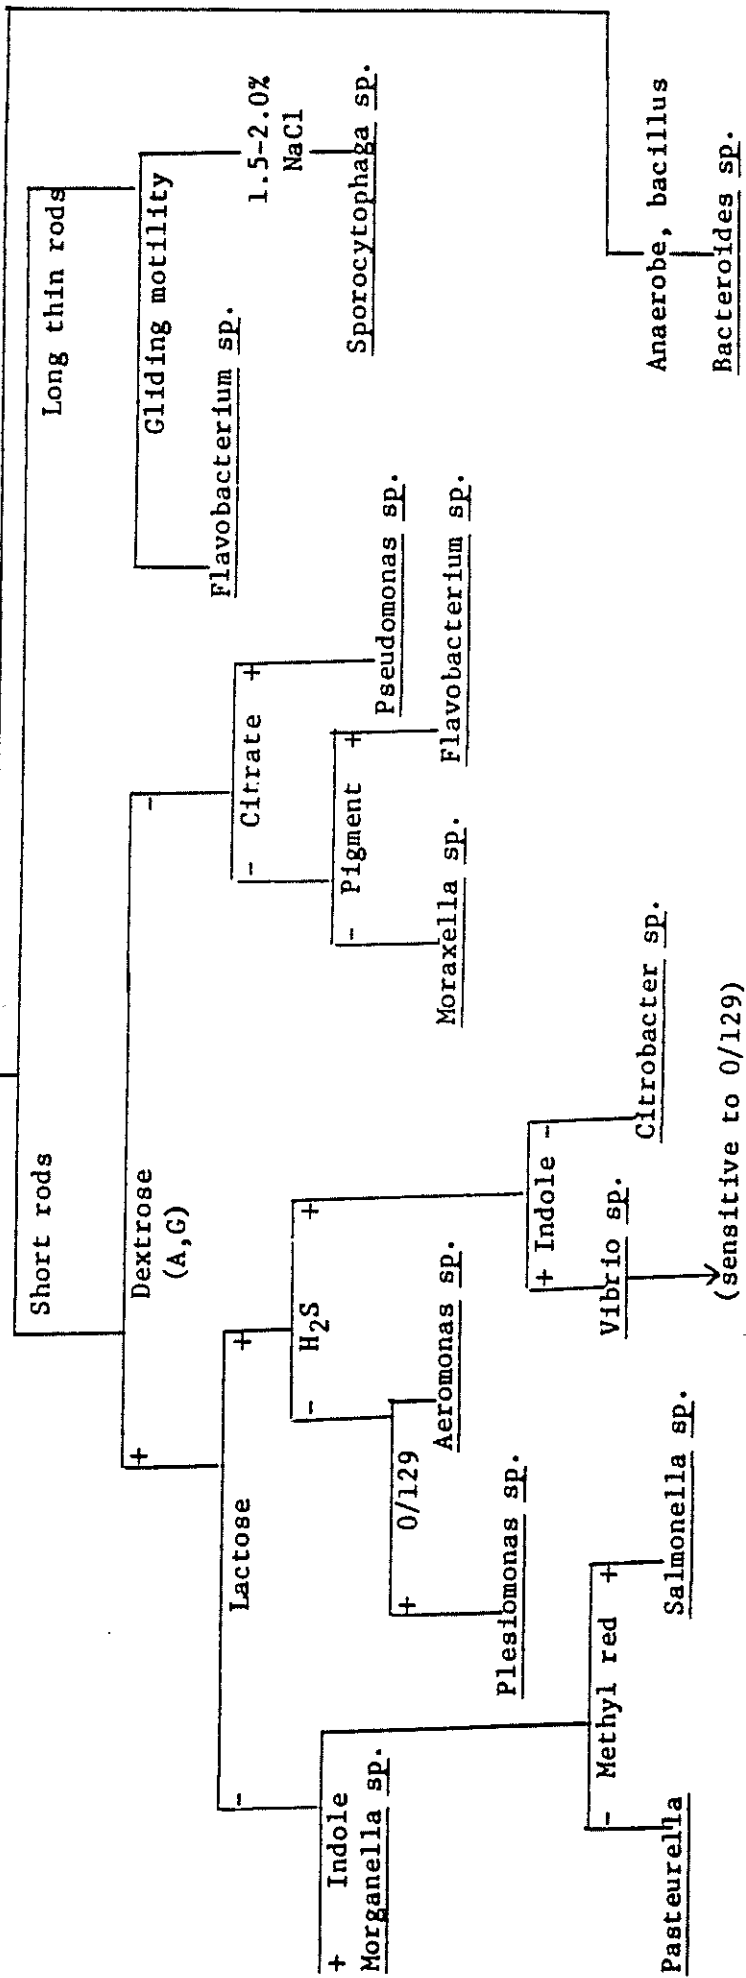 Short rods
Long thin rods
Dextrose
(A,G)
Gliding motility
+
-
Flavobacterium sp.
1.5-2.0%
NaCl
Sporocytophaga sp.
Lactose
- Citrate +
-
+
H2S
- Pigment +
Pseudomonas sp.
-
+
Moraxella sp.
Flavobacterium sp.
+ Indole
Morganella sp.
+ 0/129
Aeromonas sp.
Plesiomonas sp.
+ Indole -
Vibrio sp.
Citrobacter sp.
- Methyl red +
Pasteurella
Salmonella sp.
(sensitive to 0/129)
Anaerobe, bacillus
Bacteroides sp.